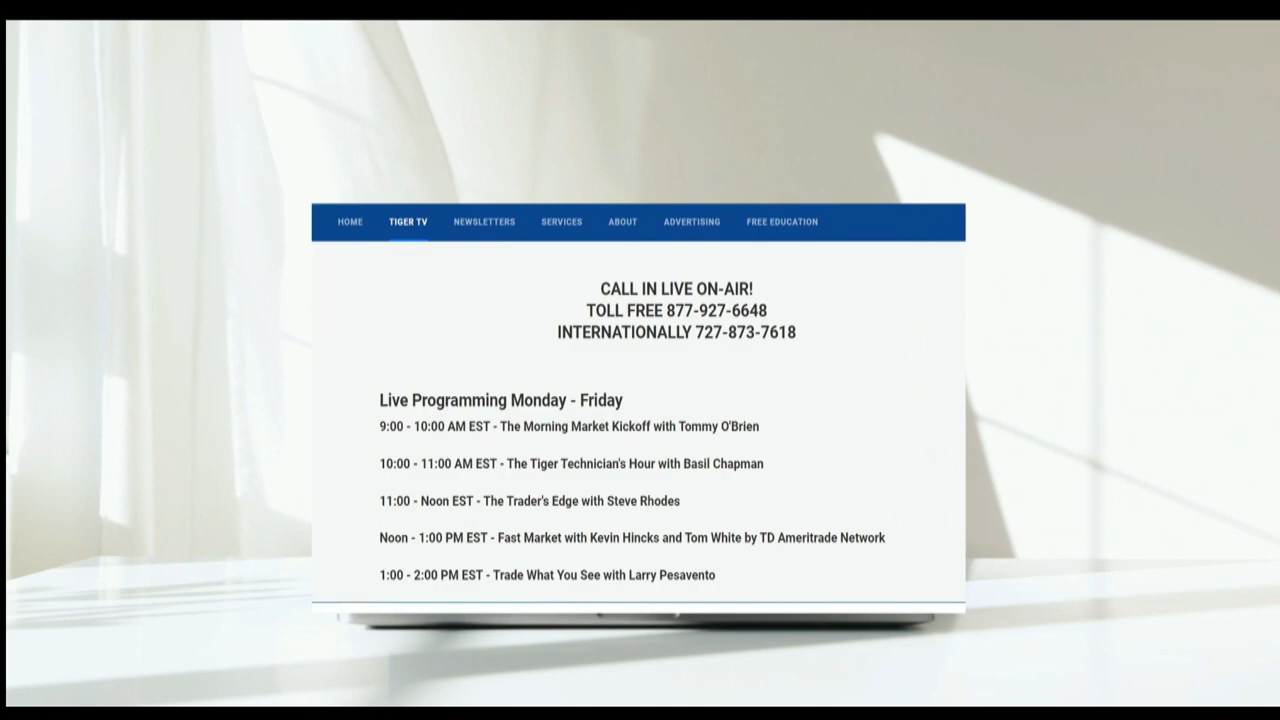 HOME TIGER TV NEWSLETTERS SERVICES ABOUT ADVERTISING FREE EDUCATION
CALL IN LIVE ON-AIR!
TOLL FREE 877-927-6648
INTERNATIONALLY 727-873-7618
Live Programming Monday - Friday
9:00 - 10:00 AM EST - The Morning Market Kickoff with Tommy O'Brien
10:00 - 11:00 AM EST - The Tiger Technician's Hour with Basil Chapman
11:00 - Noon EST - The Trader's Edge with Steve Rhodes
Noon - 1:00 PM EST - Fast Market with Kevin Hincks and Tom White by TD Ameritrade Network
1:00 - 2:00 PM EST - Trade What You See with Larry Pesavento